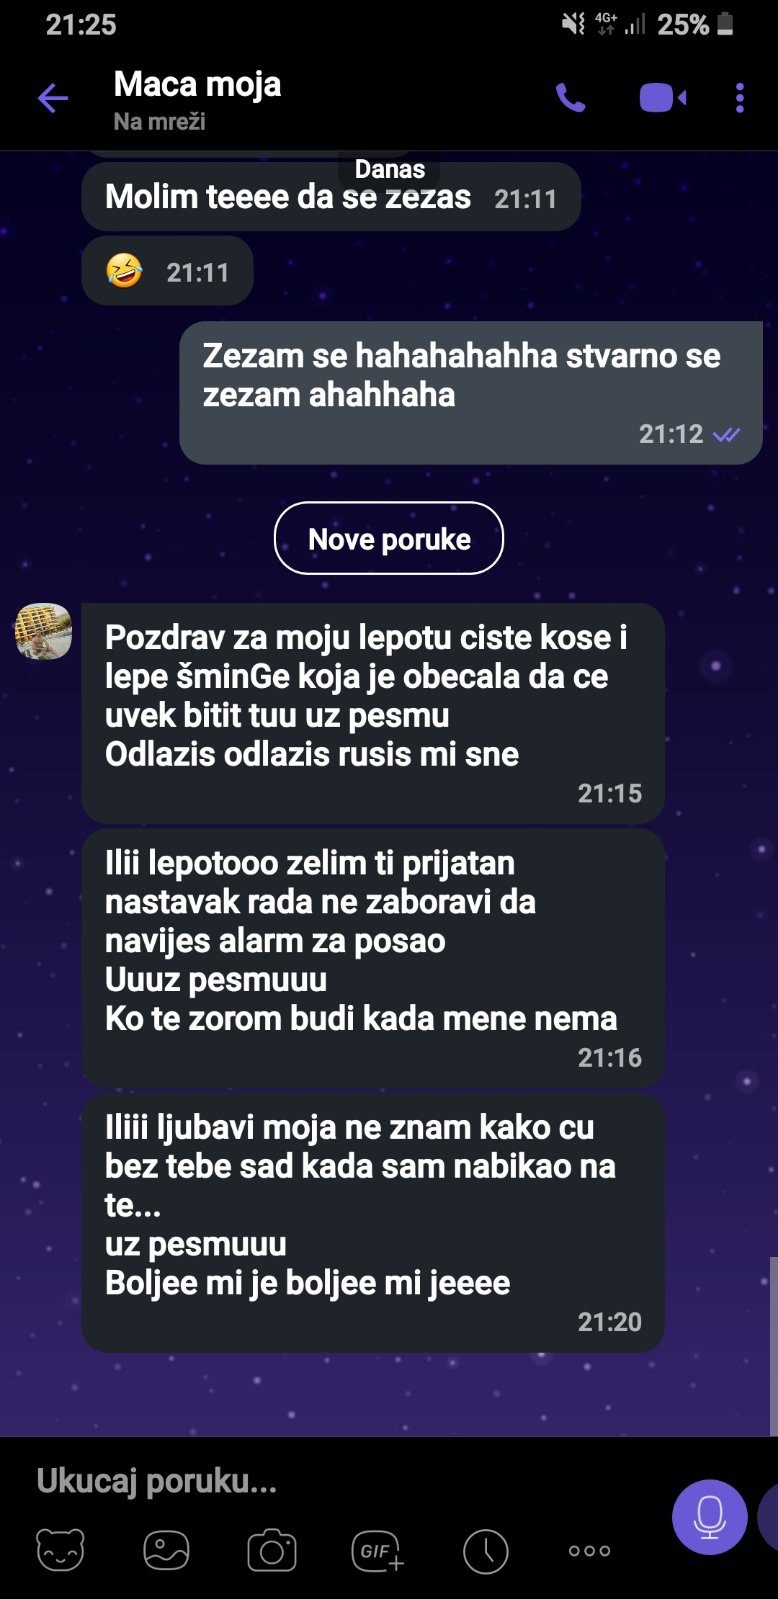 21:25
4G+
25%
Maca moja
Na mreži
Danas
Molim teeee da se zezas 21:11
🤣 21:11
Zezam se hahahahahha stvarno se
zezam ahahhaha
21:12
Nove poruke
Pozdrav za moju lepotu ciste kose i
lepe šminGe koja je obecala da ce
uvek bitit tuu uz pesmu
Odlazis odlazis rusis mi sne
21:15
Ilii lepotooo zelim ti prijatan
nastavak rada ne zaboravi da
navijes alarm za posao
Uuuz pesmuuu
Ko te zorom budi kada mene nema
21:16
Iliii ljubavi moja ne znam kako cu
bez tebe sad kada sam nabikao na
te...
uz pesmuuu
Boljee mi je boljee mi jeeee
21:20
Ukucaj poruku...
GIF